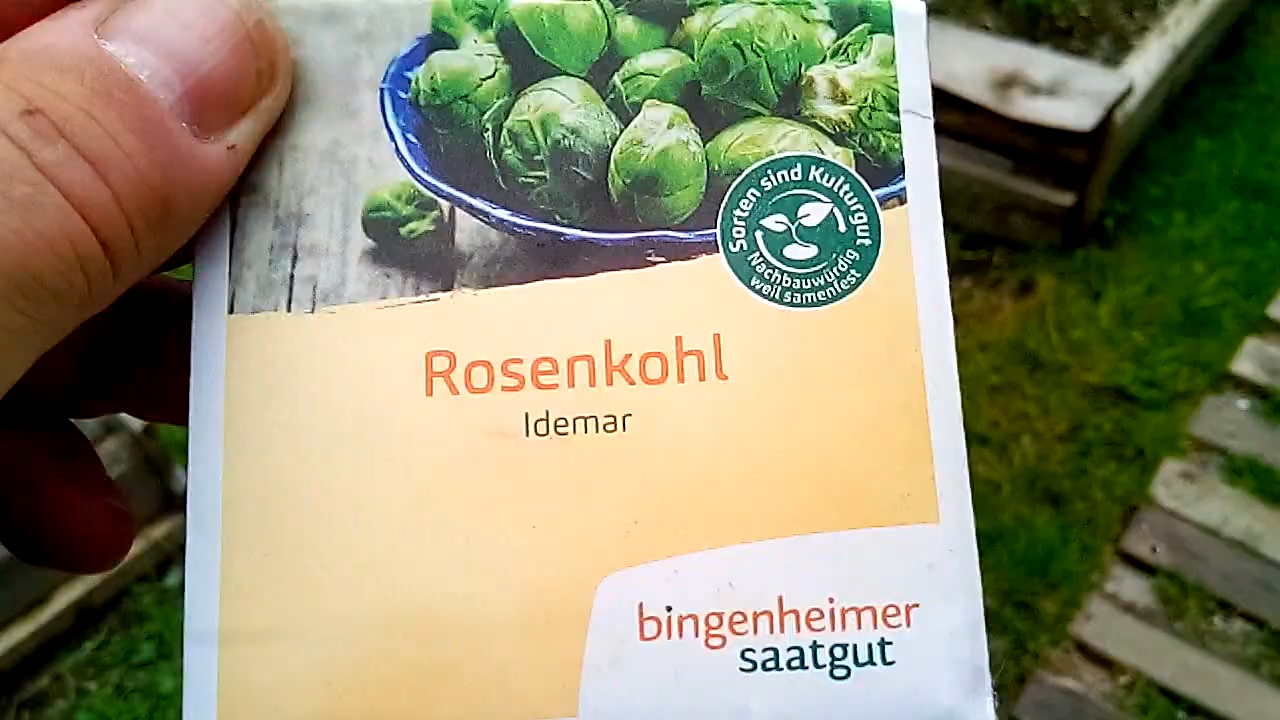 Sorten sind Kulturgut
Nachbauwürdig
weil samenfest
Rosenkohl
Idemar
bingenheimer
saatgut